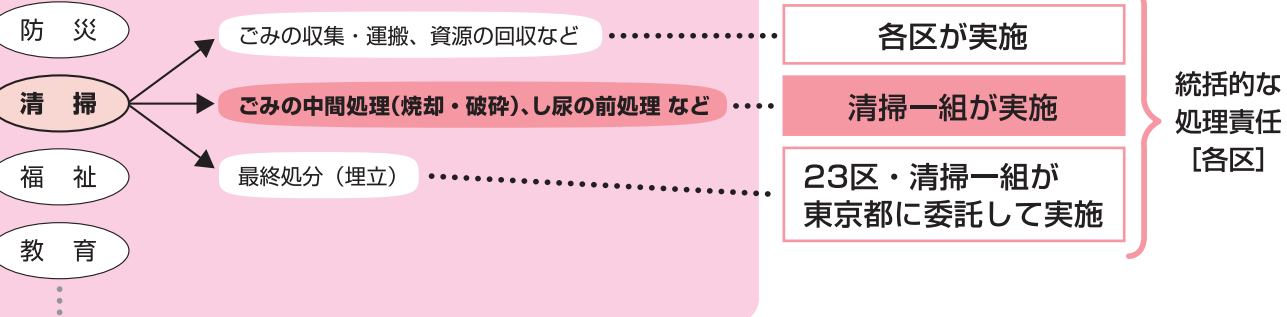 防 災
ごみの収集・運搬、資源の回収など
各区が実施
清 掃
ごみの中間処理(焼却・破砕)、し尿の前処理 など
清掃一組が実施
福 祉
最終処分（埋立）
23区・清掃一組が
東京都に委託して実施
教 育
統括的な
処理責任
［各区］